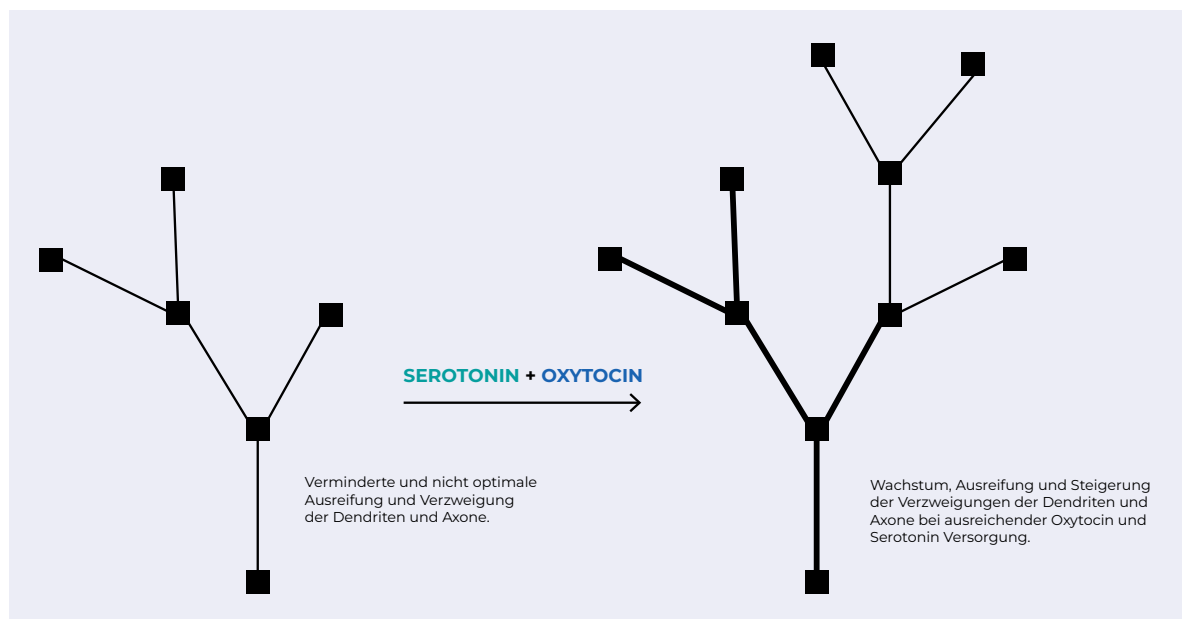 SEROTONIN + OXYTOCIN
Verminderte und nicht optimale
Ausreifung und Verzweigung
der Dendriten und Axone.
Wachstum, Ausreifung und Steigerung
der Verzweigungen der Dendriten und
Axone bei ausreichender Oxytocin und
Serotonin Versorgung.